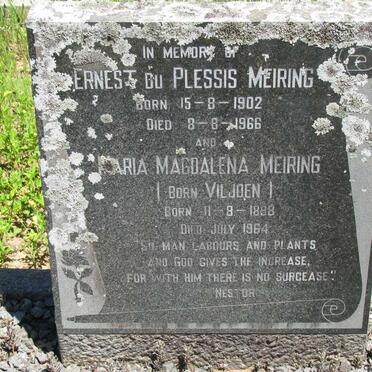 IN MEMORY OF
ERNEST DU PLESSIS MEIRING
BORN 15-8-1902
DIED 8-8-1966
AND
MARIA MAGDALENA MEIRING
(BORN VILJOEN)
BORN 11-9-1898
DIED JULY 1964
"SO MAN LABOURS AND PLANTS
AND GOD GIVES THE INCREASE,
FOR WITH HIM THERE IS NO SURCEASE".
NESTOR